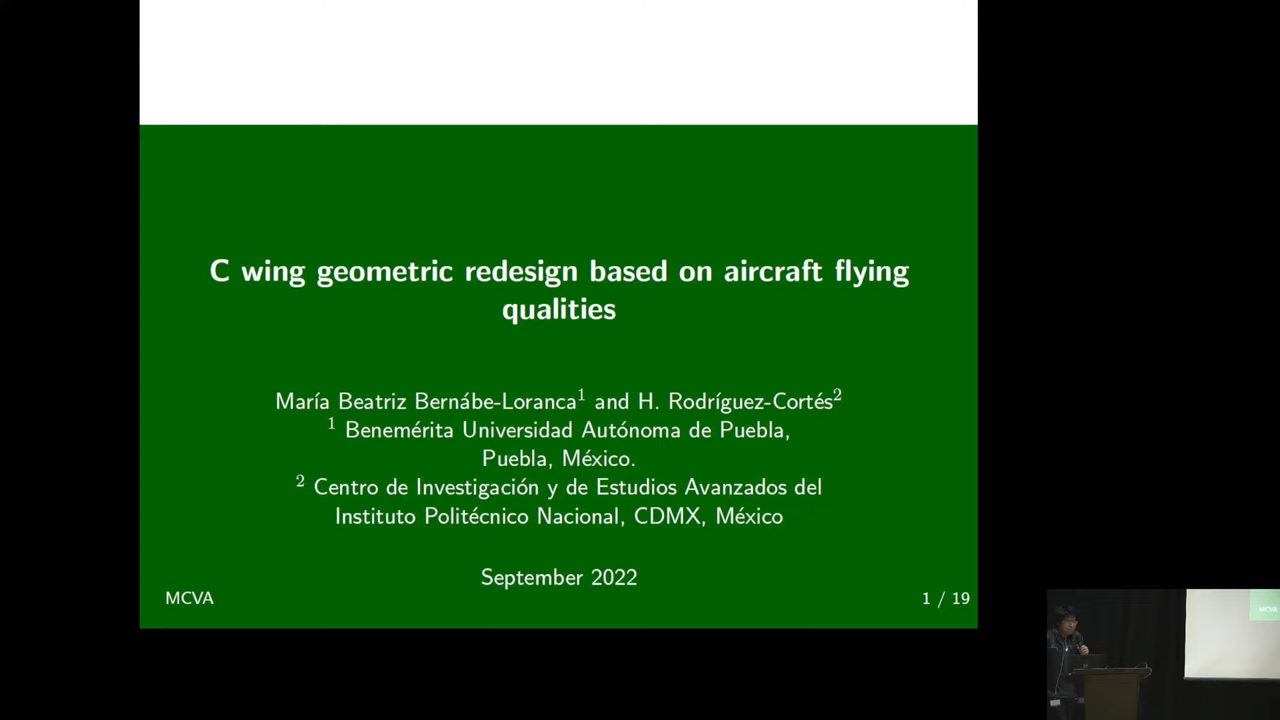 C wing geometric redesign based on aircraft flying
qualities
María Beatriz Bernábe-Loranca¹ and H. Rodríguez-Cortés²
¹ Benemérita Universidad Autónoma de Puebla,
Puebla, México.
² Centro de Investigación y de Estudios Avanzados del
Instituto Politécnico Nacional, CDMX, México
September 2022
MCVA
1 / 19
MCVA